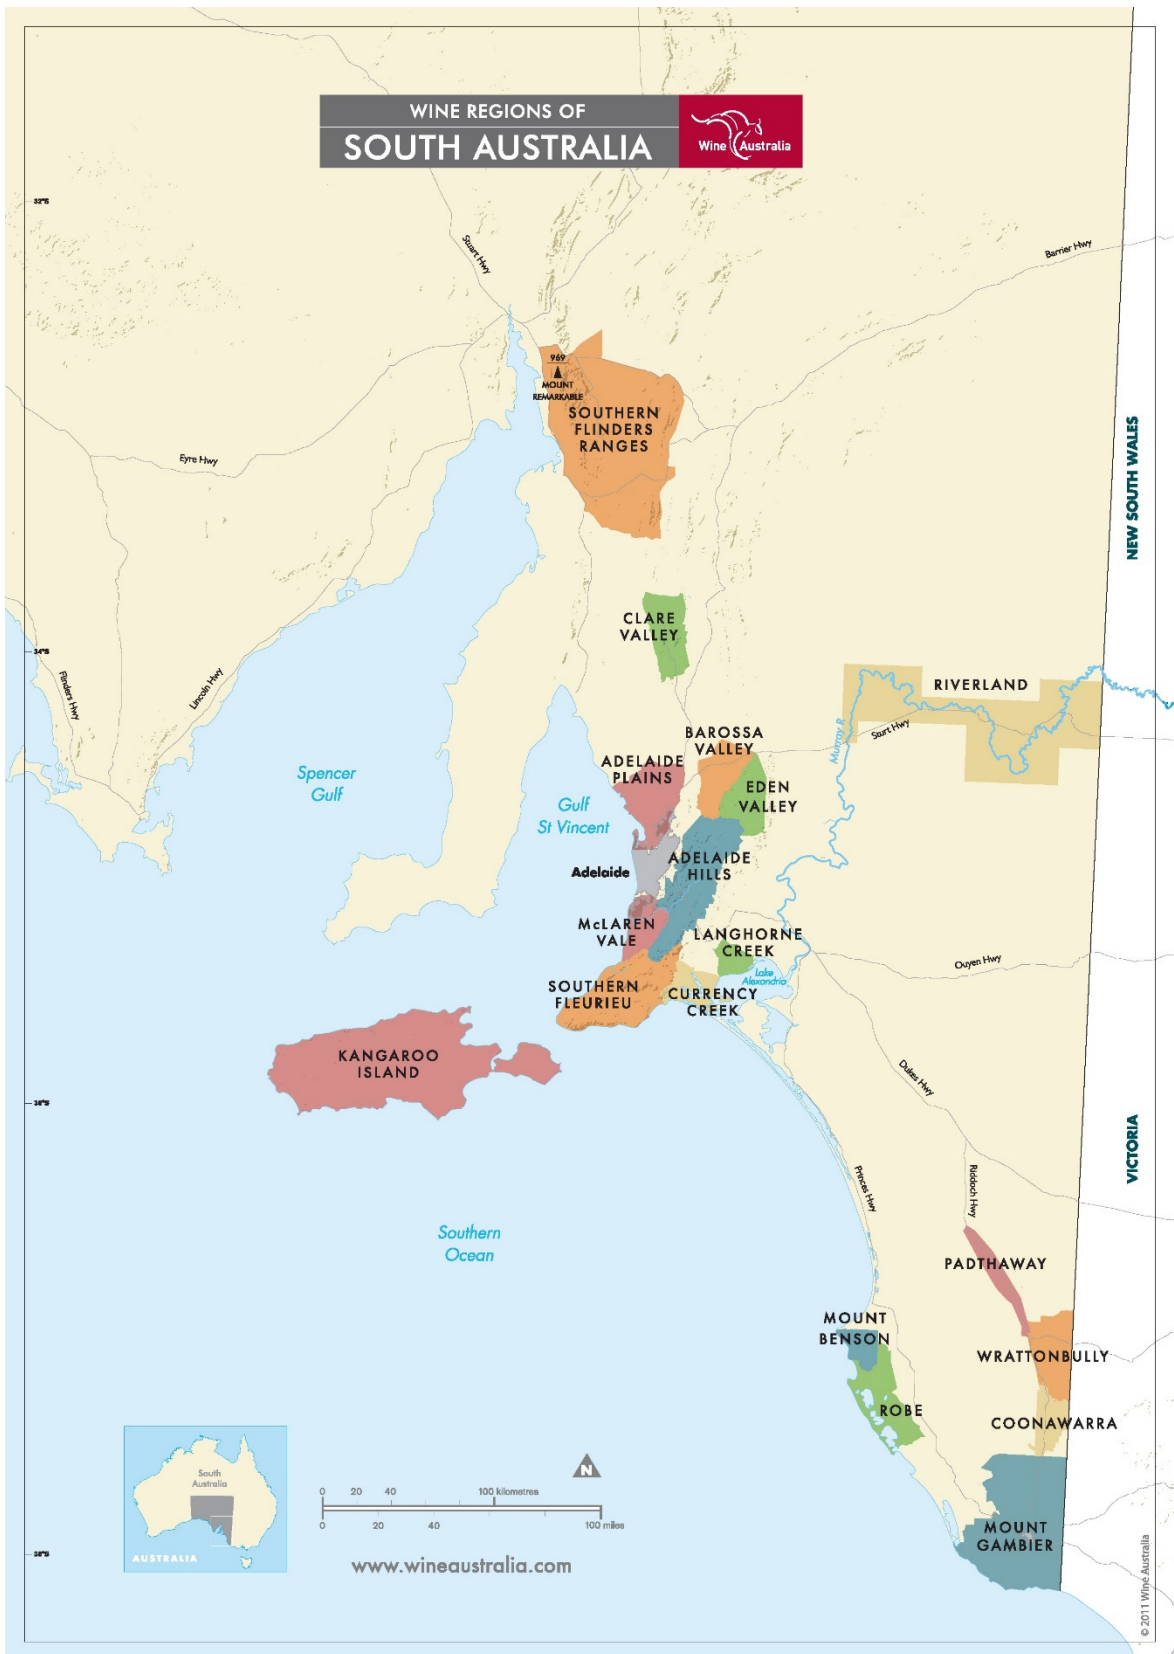 WINE REGIONS OF
SOUTH AUSTRALIA
Wine Australia
32°S
Stuart Hwy
Barrier Hwy
969
MOUNT
REMARKABLE
SOUTHERN
FLINDERS
RANGES
Eyre Hwy
NEW SOUTH WALES
CLARE
VALLEY
34°S
Flinders Hwy
Lincoln Hwy
RIVERLAND
Murray R
Sturt Hwy
BAROSSA
VALLEY
ADELAIDE
PLAINS
EDEN
VALLEY
Spencer
Gulf
Gulf
St Vincent
Adelaide
ADELAIDE
HILLS
McLAREN
VALE
LANGHORNE
CREEK
Lake
Alexandria
Ouyen Hwy
SOUTHERN
FLEURIEU
CURRENCY
CREEK
KANGAROO
ISLAND
Dukes Hwy
36°S
VICTORIA
Princes Hwy
Riddoch Hwy
Southern
Ocean
PADTHAWAY
MOUNT
BENSON
WRATTONBULLY
ROBE
COONAWARRA
South
Australia
AUSTRALIA
N
0 20 40 100 kilometres
0 20 40 100 miles
www.wineaustralia.com
MOUNT
GAMBIER
38°S
© 2011 Wine Australia